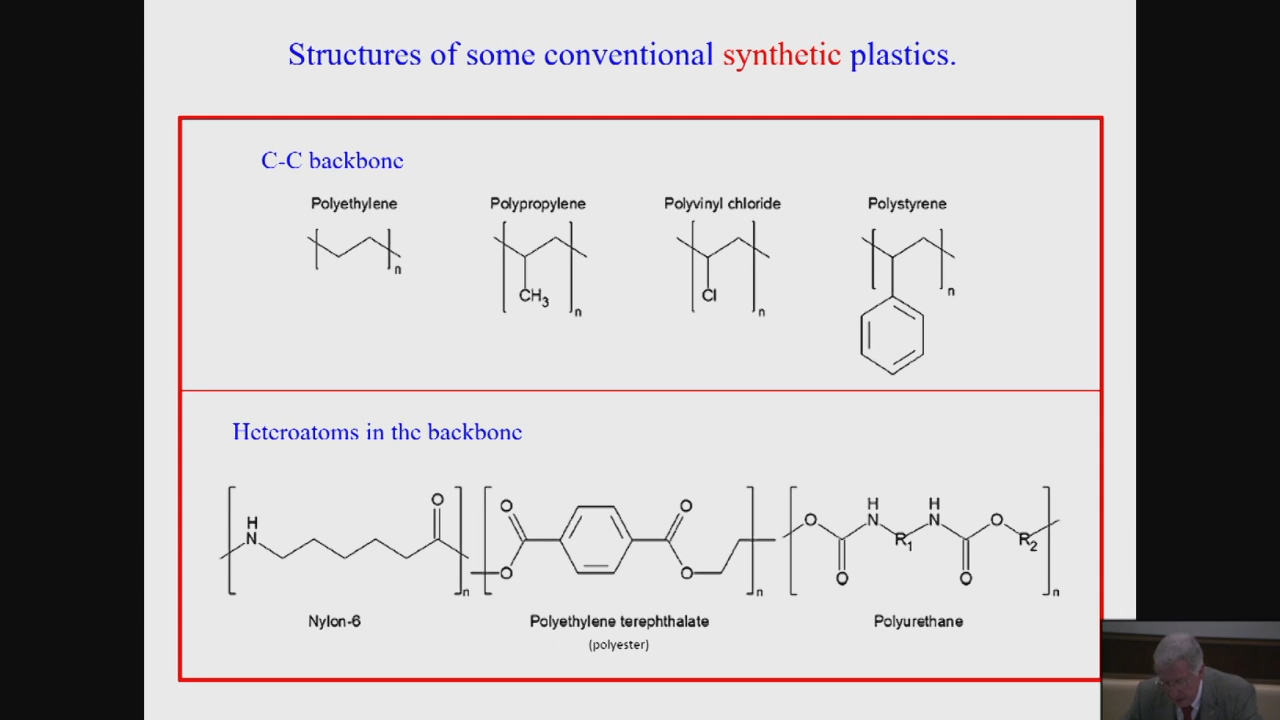 Structures of some conventional synthetic plastics.
C-C backbone
Polyethylene Polypropylene Polyvinyl chloride Polystyrene
n
CH3
n
Cl
n
n
Heteroatoms in the backbone
H
N
O
n
O
O
O
O
n
O
H
N
H
N
O
R1
R2
O
O
n
Nylon-6 Polyethylene terephthalate Polyurethane
(polyester)